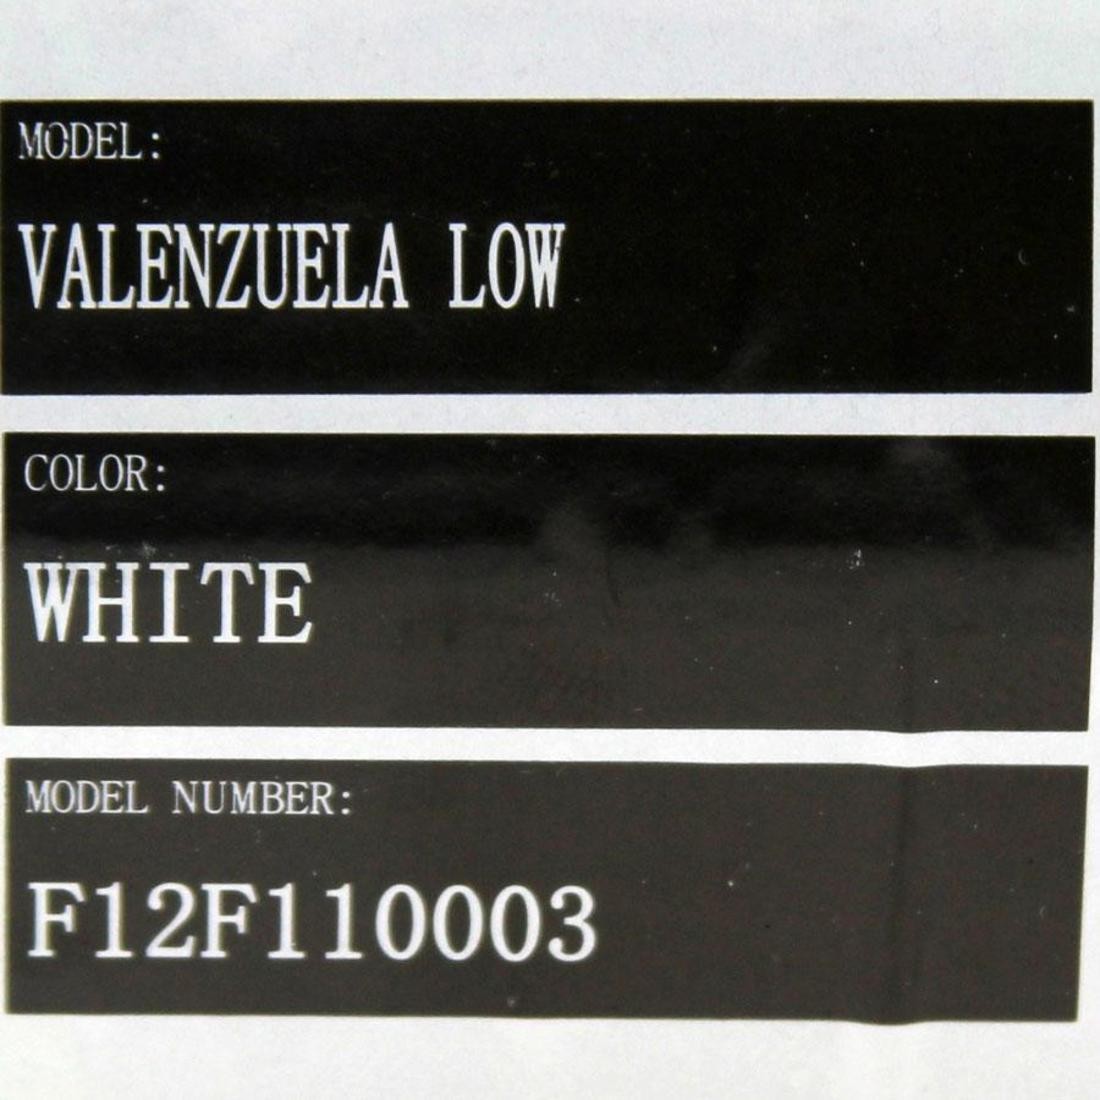 MODEL:
VALENZUELA LOW
COLOR:
WHITE
MODEL NUMBER:
F12F110003